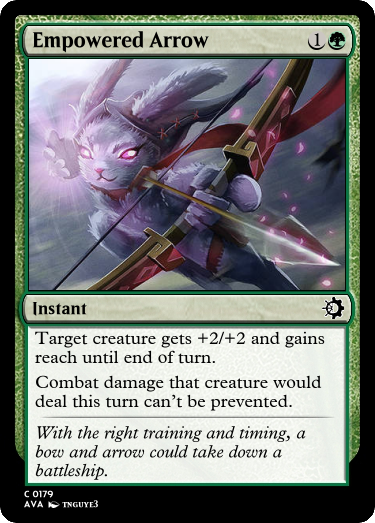 Empowered Arrow 1
Instant
Target creature gets +2/+2 and gains
reach until end of turn.
Combat damage that creature would
deal this turn can't be prevented.
With the right training and timing, a
bow and arrow could take down a
battleship.
C 0179
AVA TNGUYE3